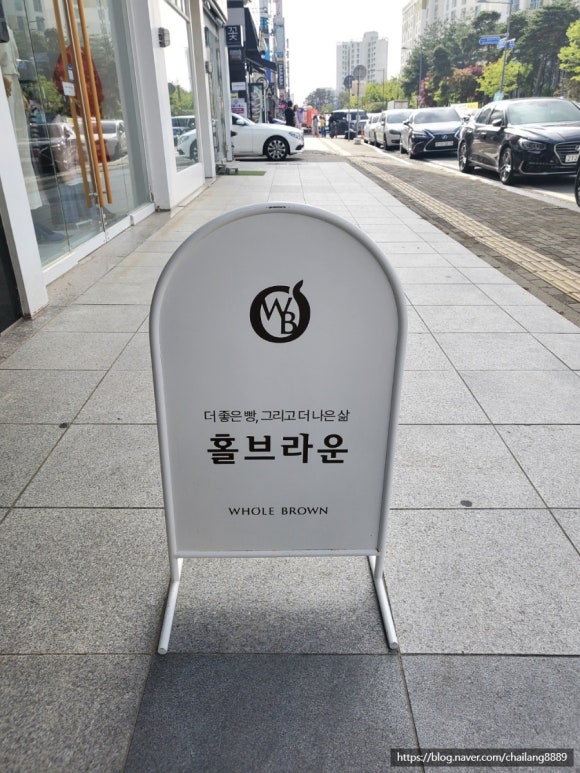 꽃
WB
더 좋은 빵, 그리고 더 나은 삶
홀브라운
WHOLE BROWN
https://blog.naver.com/chailang8889